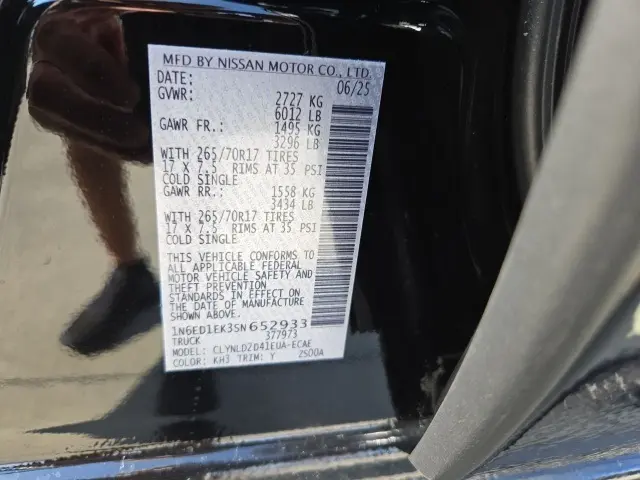 MFD BY NISSAN MOTOR CO., LTD.
DATE: 06/25
GVWR: 2727 KG
6012 LB
GAWR FR.: 1495 KG
3296 LB
WITH 265/70R17 TIRES
17 X 7.5 RIMS AT 35 PSI
COLD SINGLE
GAWR RR.: 1558 KG
3434 LB
WITH 265/70R17 TIRES
17 X 7.5 RIMS AT 35 PSI
COLD SINGLE
THIS VEHICLE CONFORMS TO
ALL APPLICABLE FEDERAL
MOTOR VEHICLE SAFETY AND
THEFT PREVENTION
STANDARDS IN EFFECT ON
THE DATE OF MANUFACTURE
1N6ED1EK3SN652933
TRUCK 377973
MODEL: CLYNLDZD41EUA-ECAE
COLOR: KH3 TRIM: Y 2S00A